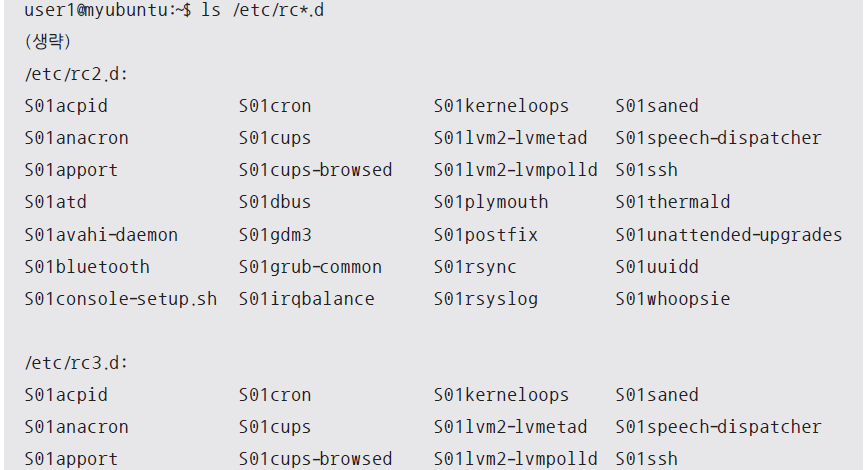 user1@myubuntu:~$ ls /etc/rc*.d
(생략)
/etc/rc2.d:
S01acpid S01cron S01kerneloops S01saned
S01anacron S01cups S01lvm2-lvmetad S01speech-dispatcher
S01apport S01cups-browsed S01lvm2-lvmpolld S01ssh
S01atd S01dbus S01plymouth S01thermald
S01avahi-daemon S01gdm3 S01postfix S01unattended-upgrades
S01bluetooth S01grub-common S01rsync S01uuidd
S01console-setup.sh S01irqbalance S01rsyslog S01whoopsie
/etc/rc3.d:
S01acpid S01cron S01kerneloops S01saned
S01anacron S01cups S01lvm2-lvmetad S01speech-dispatcher
S01apport S01cups-browsed S01lvm2-lvmpolld S01ssh